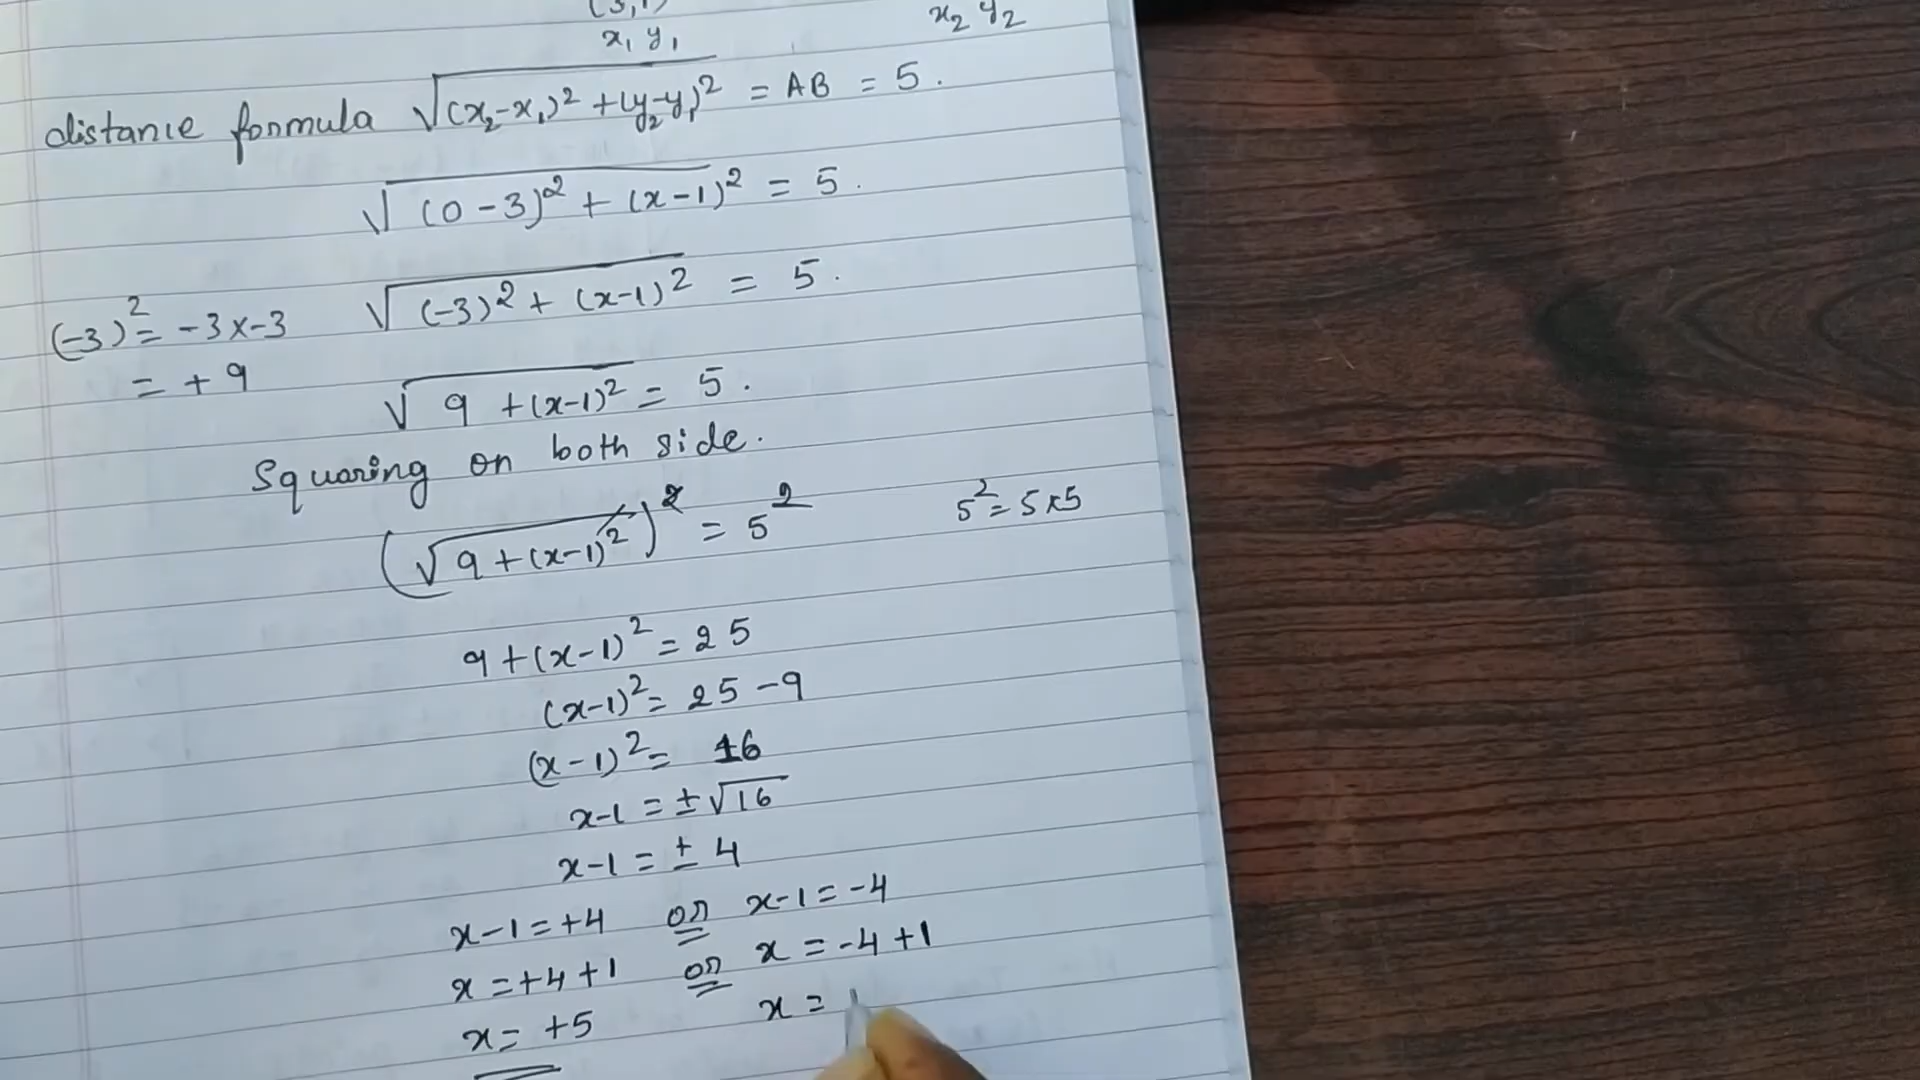 (3,1)
x₁ y₁
x₂ y₂
distance formula √(x₂-x₁)² + (y₂-y₁)² = AB = 5.
√(0-3)² + (x-1)² = 5.
√(-3)² + (x-1)² = 5.
(-3)² = -3×-3
= +9
√9 + (x-1)² = 5.
Squaring on both side.
(√9 + (x-1)²)² = 5²
5² = 5×5
9 + (x-1)² = 25
(x-1)² = 25-9
(x-1)² = 16
x-1 = ±√16
x-1 = ± 4
x-1 = +4 or x-1 = -4
x = +4+1 or x = -4+1
x = +5
x =